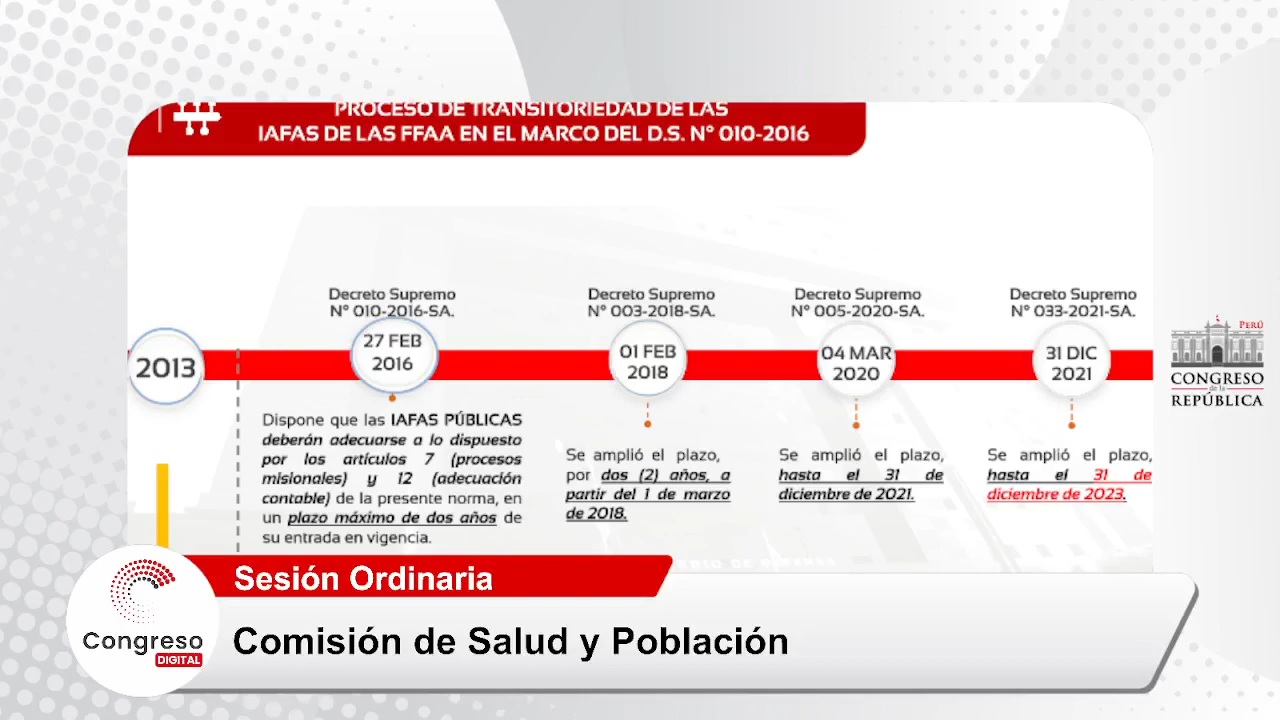 PROCESO DE TRANSITORIEDAD DE LAS
IAFAS DE LAS FFAA EN EL MARCO DEL D.S. N° 010-2016
2013
Decreto Supremo
N° 010-2016-SA.
27 FEB
2016
Dispone que las IAFAS PÚBLICAS
deberán adecuarse a lo dispuesto
por los artículos 7 (procesos
misionales) y 12 (adecuación
contable) de la presente norma, en
un plazo máximo de dos años de
su entrada en vigencia.
Decreto Supremo
N° 003-2018-SA.
01 FEB
2018
Se amplió el plazo,
por dos (2) años, a
partir del 1 de marzo
de 2018.
Decreto Supremo
N° 005-2020-SA.
04 MAR
2020
Se amplió el plazo,
hasta el 31 de
diciembre de 2021.
Decreto Supremo
N° 033-2021-SA.
31 DIC
2021
Se amplió el plazo,
hasta el 31 de
diciembre de 2023.
PERÚ
CONGRESO
de la
REPÚBLICA
Sesión Ordinaria
Comisión de Salud y Población
Congreso
DIGITAL